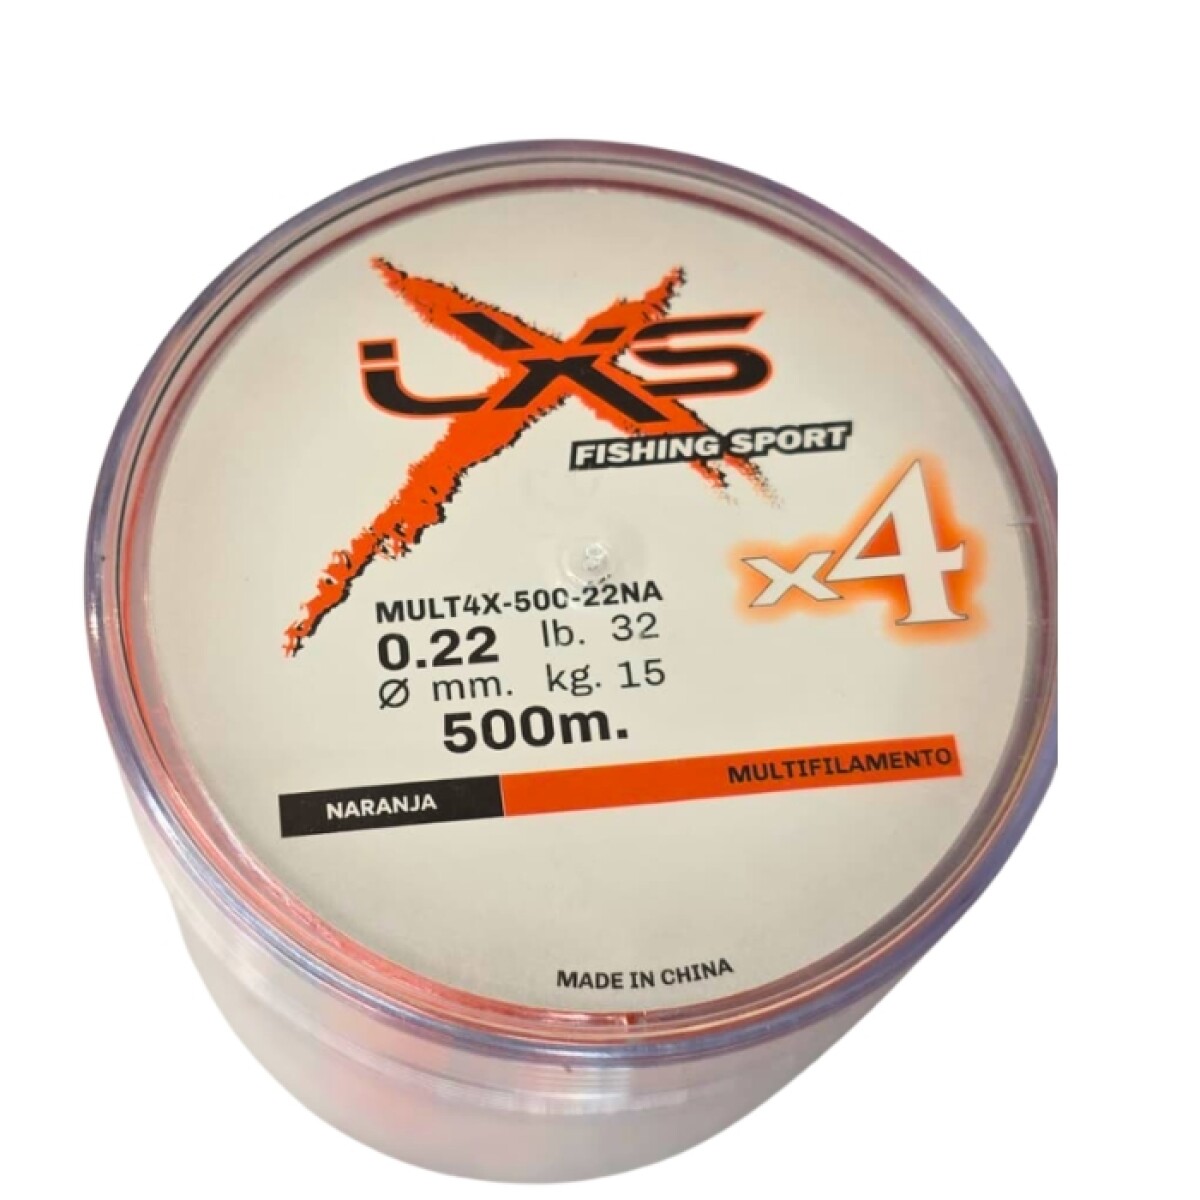 LXS
FISHING SPORT
x4
MULT4X-500-22NA
0.22 lb. 32
Ø mm. kg. 15
500m.
NARANJA MULTIFILAMENTO
MADE IN CHINA